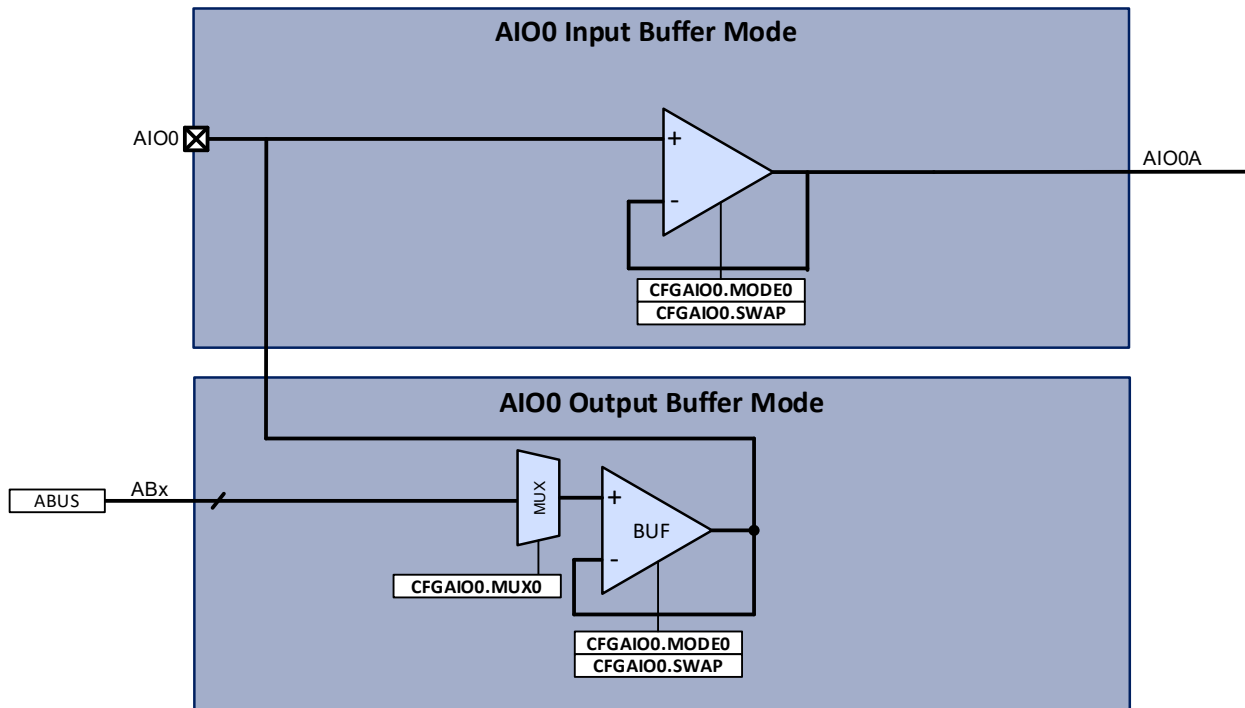 AIO0 Input Buffer Mode
AIO0
+
AIO0A
-
CFGAIO0.MODE0
CFGAIO0.SWAP
AIO0 Output Buffer Mode
ABUS
ABx
MUX
+
BUF
-
CFGAIO0.MUX0
CFGAIO0.MODE0
CFGAIO0.SWAP